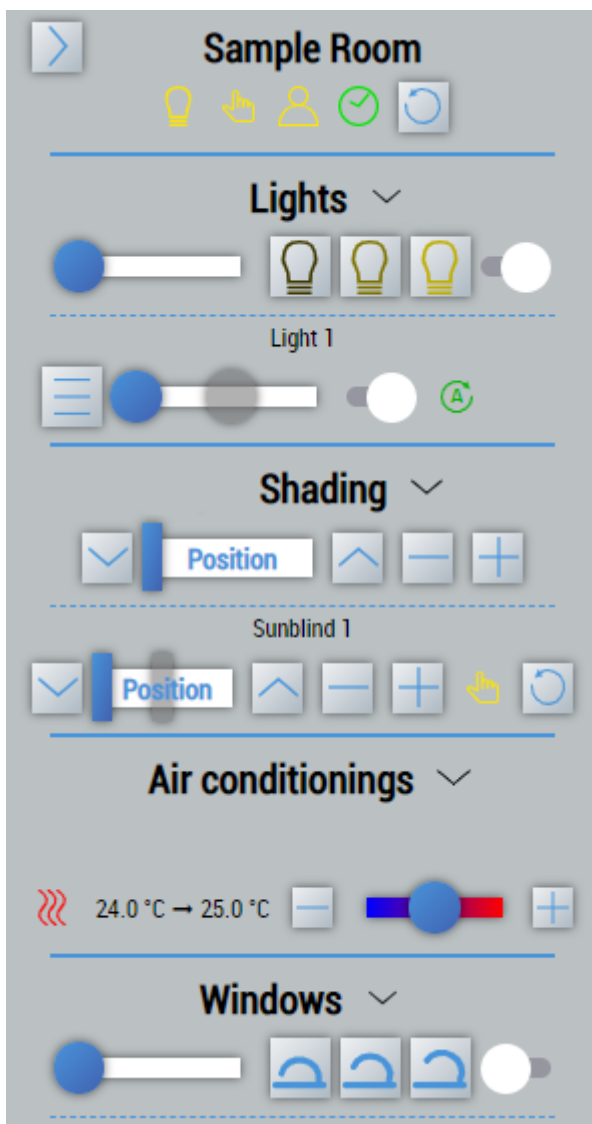 Sample Room
Lights
Light 1
A
Shading
Position
Sunblind 1
Position
Air conditionings
24.0 °C → 25.0 °C
Windows